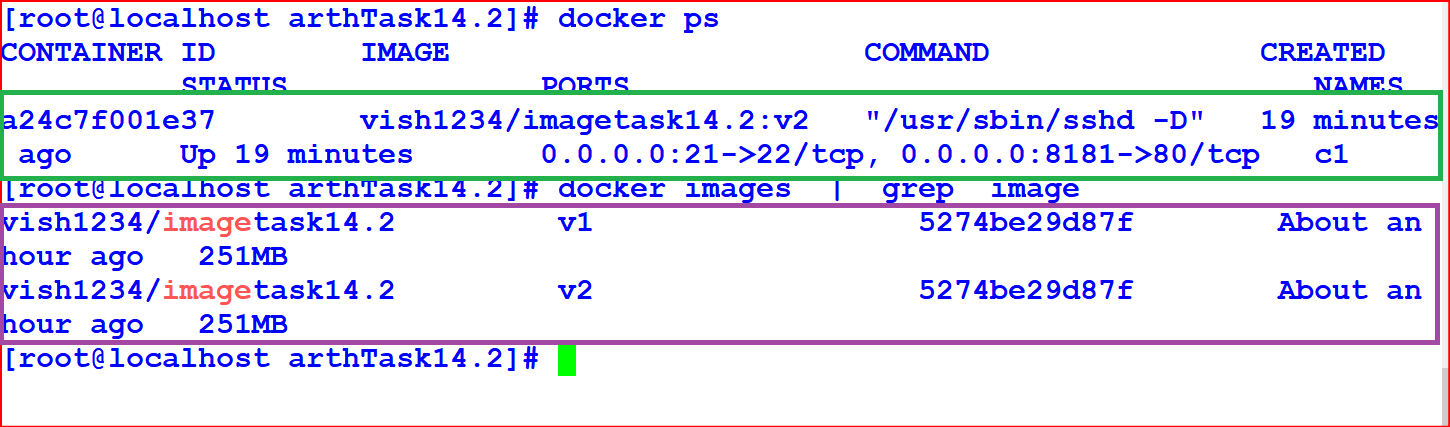 [root@localhost arthTask14.2]# docker ps
CONTAINER ID        IMAGE                       COMMAND               CREATED
          STATUS              PORTS                                      NAMES
a24c7f001e37        vish1234/imagetask14.2:v2   "/usr/sbin/sshd -D"   19 minutes
 ago      Up 19 minutes       0.0.0.0:21->22/tcp, 0.0.0.0:8181->80/tcp   c1
[root@localhost arthTask14.2]# docker images  |  grep  image
vish1234/imagetask14.2         v1                  5274be29d87f        About an
hour ago   251MB
vish1234/imagetask14.2         v2                  5274be29d87f        About an
hour ago   251MB
[root@localhost arthTask14.2]#